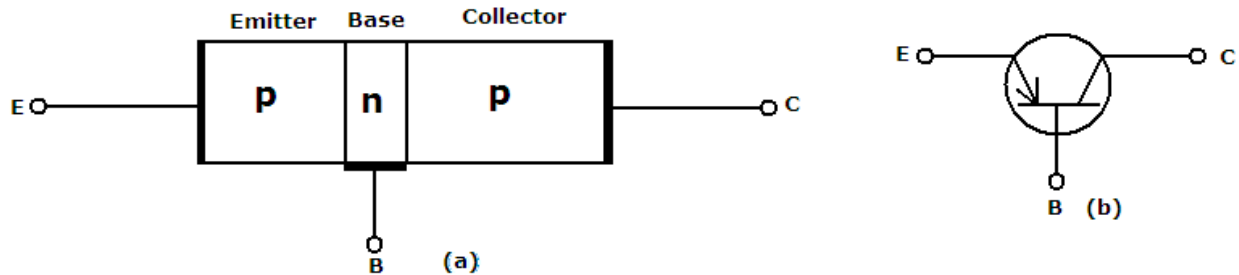 Emitter Base Collector
p n p
E C
B (a)
E C
B (b)